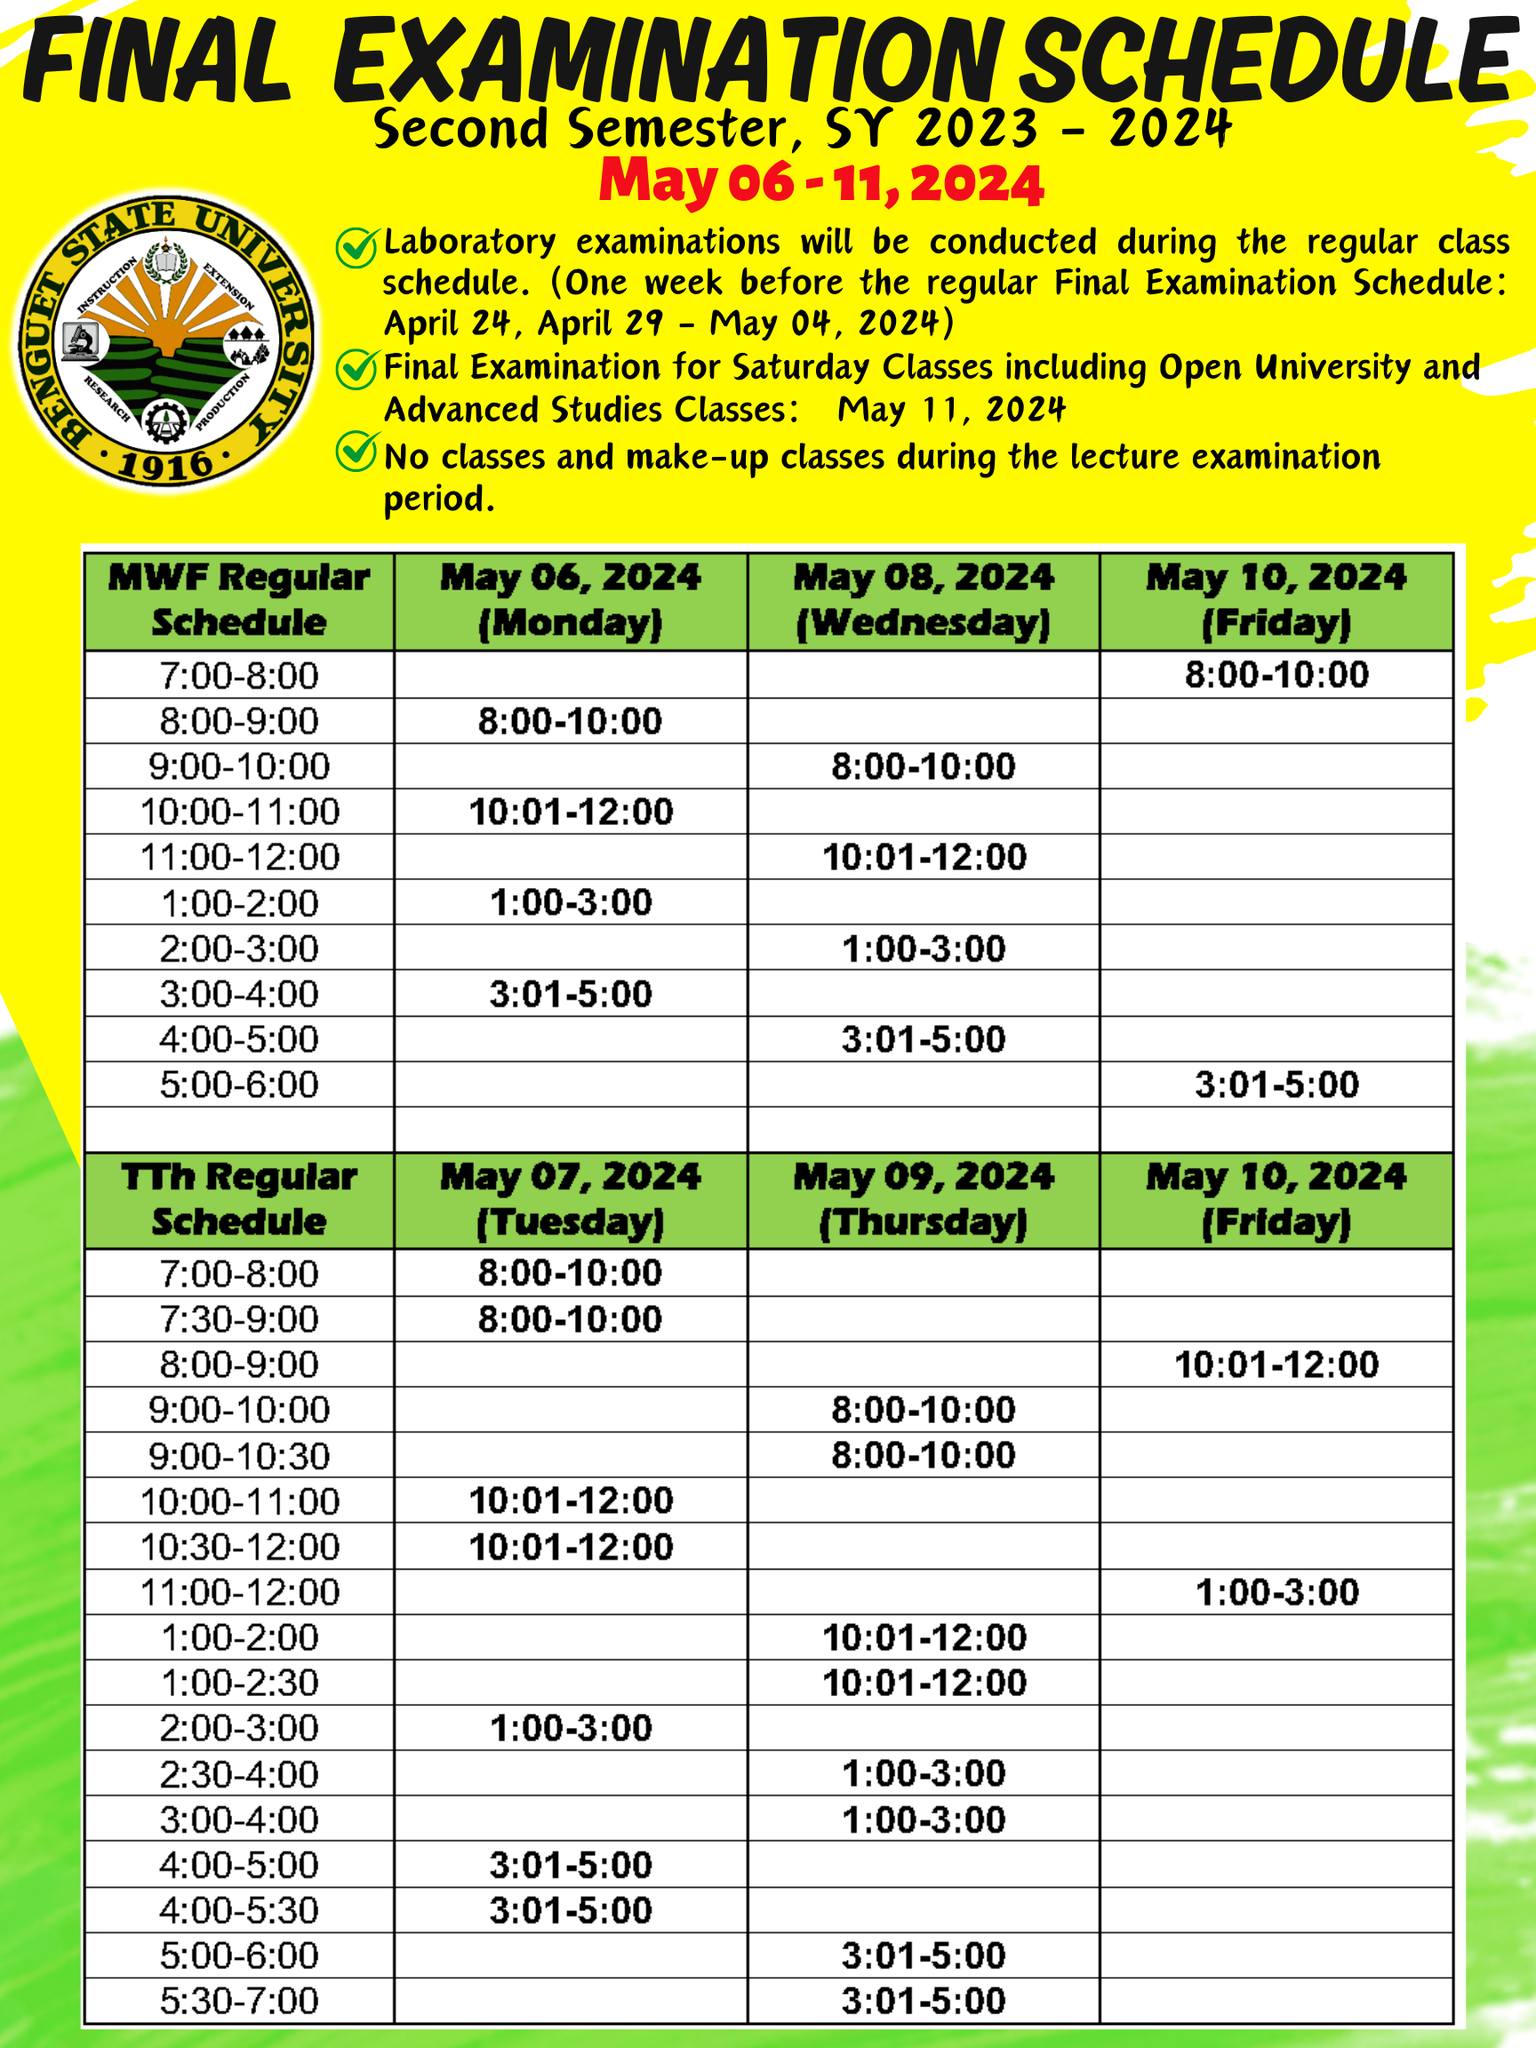 FINAL EXAMINATION SCHEDULE
Second Semester, SY 2023 - 2024
May 06 - 11, 2024
BENGUET STATE UNIVERSITY
INSTRUCTION
EXTENSION
RESEARCH
PRODUCTION
· 1916 ·
Laboratory examinations will be conducted during the regular class
schedule. (One week before the regular Final Examination Schedule:
April 24, April 29 - May 04, 2024)
Final Examination for Saturday Classes including Open University and
Advanced Studies Classes: May 11, 2024
No classes and make-up classes during the lecture examination
period.
MWF Regular Schedule May 06, 2024 (Monday) May 08, 2024 (Wednesday) May 10, 2024 (Friday)
7:00-8:00 8:00-10:00
8:00-9:00 8:00-10:00
9:00-10:00 8:00-10:00
10:00-11:00 10:01-12:00
11:00-12:00 10:01-12:00
1:00-2:00 1:00-3:00
2:00-3:00 1:00-3:00
3:00-4:00 3:01-5:00
4:00-5:00 3:01-5:00
5:00-6:00 3:01-5:00
TTh Regular Schedule May 07, 2024 (Tuesday) May 09, 2024 (Thursday) May 10, 2024 (Friday)
7:00-8:00 8:00-10:00
7:30-9:00 8:00-10:00
8:00-9:00 10:01-12:00
9:00-10:00 8:00-10:00
9:00-10:30 8:00-10:00
10:00-11:00 10:01-12:00
10:30-12:00 10:01-12:00
11:00-12:00 1:00-3:00
1:00-2:00 10:01-12:00
1:00-2:30 10:01-12:00
2:00-3:00 1:00-3:00
2:30-4:00 1:00-3:00
3:00-4:00 1:00-3:00
4:00-5:00 3:01-5:00
4:00-5:30 3:01-5:00
5:00-6:00 3:01-5:00
5:30-7:00 3:01-5:00